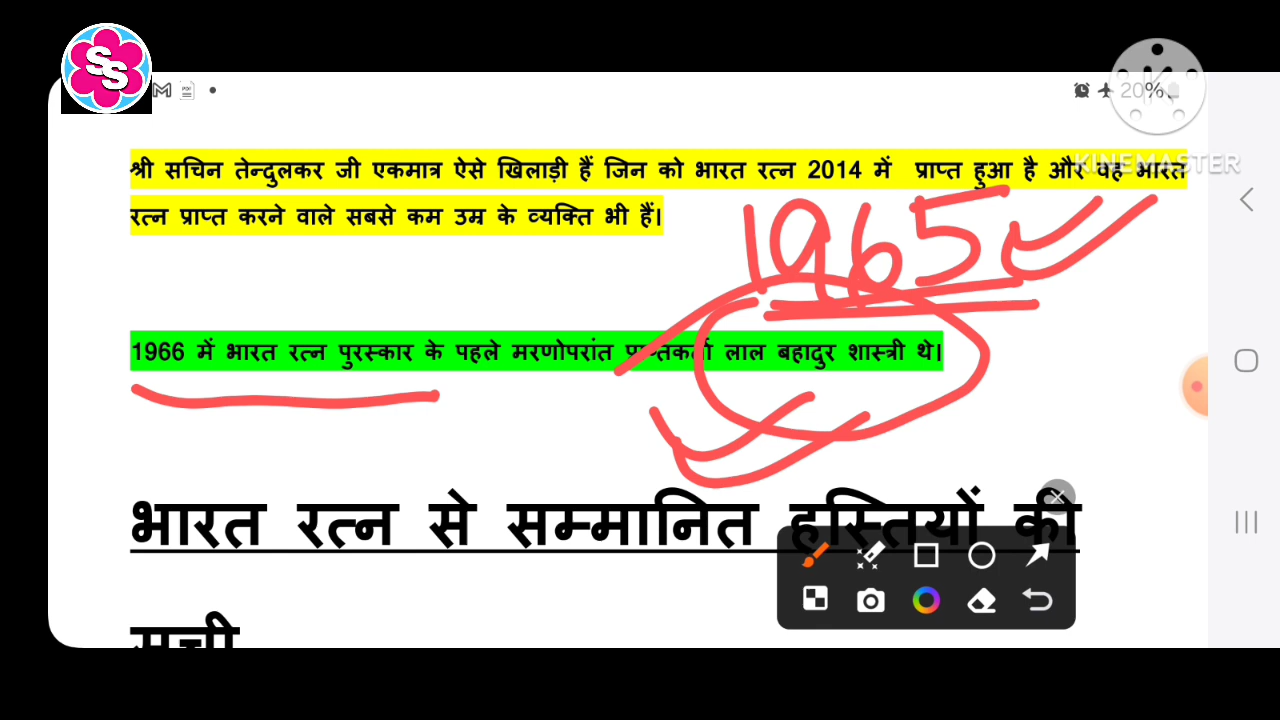 SS
20%
KINEMASTER
श्री सचिन तेन्दुलकर जी एकमात्र ऐसे खिलाड़ी हैं जिन को भारत रत्न 2014 में प्राप्त हुआ है और वह भारत
रत्न प्राप्त करने वाले सबसे कम उम्र के व्यक्ति भी हैं।
1965
1966 में भारत रत्न पुरस्कार के पहले मरणोपरांत प्राप्तकर्ता लाल बहादुर शास्त्री थे।
भारत रत्न से सम्मानित हस्तियों की
सूची